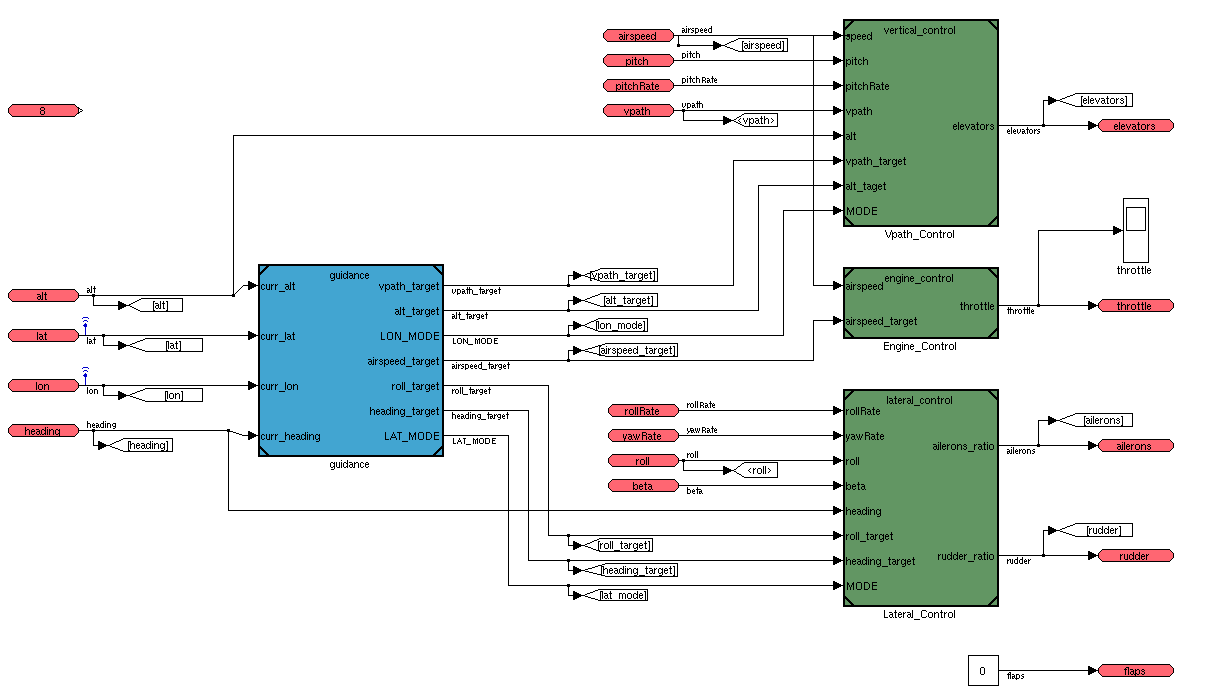 airspeed
airspeed
[airspeed]
pitch
pitch
pitchRate
pitchRate
vpath
vpath
<vpath>
8
vertical_control
speed
pitch
pitchRate
vpath
alt
vpath_target
alt_taget
MODE
elevators
Vpath_Control
elevators
[elevators]
elevators
throttle
alt
alt
[alt]
lat
lat
[lat]
lon
lon
[lon]
heading
heading
[heading]
guidance
curr_alt
curr_lat
curr_lon
curr_heading
vpath_target
alt_target
LON_MODE
airspeed_target
roll_target
heading_target
LAT_MODE
guidance
vpath_target
[vpath_target]
alt_target
[alt_target]
LON_MODE
[lon_mode]
airspeed_target
[airspeed_target]
roll_target
heading_target
LAT_MODE
engine_control
airspeed
airspeed_target
throttle
Engine_Control
throttle
throttle
rollRate
rollRate
yawRate
yawRate
roll
roll
<roll>
beta
beta
[roll_target]
[heading_target]
[lat_mode]
lateral_control
rollRate
yawRate
roll
beta
heading
roll_target
heading_target
MODE
ailerons_ratio
rudder_ratio
Lateral_Control
ailerons
[ailerons]
ailerons
rudder
[rudder]
rudder
0
flaps
flaps